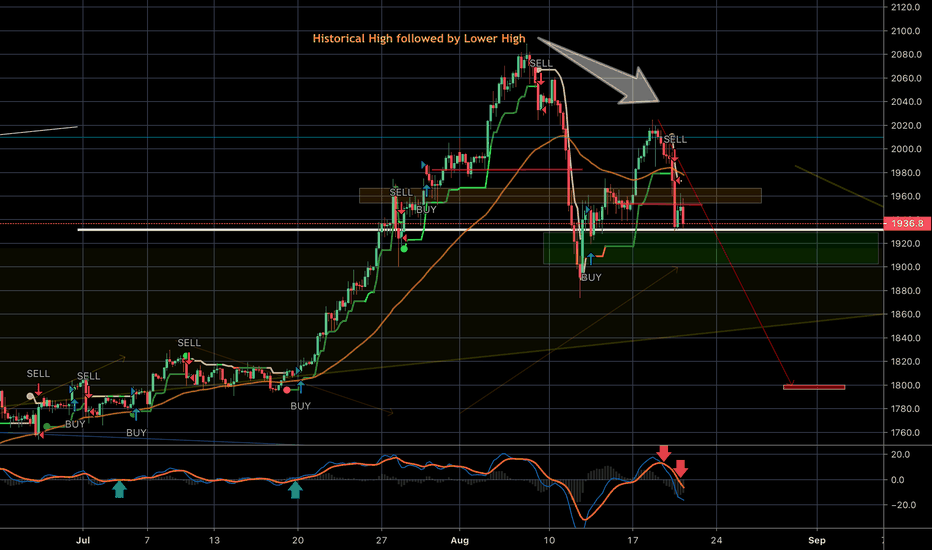 2120.0
2100.0
Historical High followed by Lower High
2080.0
SELL
2060.0
2040.0
2020.0
SELL
2000.0
1980.0
SELL
1960.0
BUY
1936.8
1920.0
1900.0
BUY
1880.0
1860.0
1840.0
SELL
1820.0
SELL
SELL
1800.0
BUY
1780.0
BUY
BUY
1760.0
20.0
0.0
-20.0
Jul 7 13 20 27 Aug 10 17 24 Sep